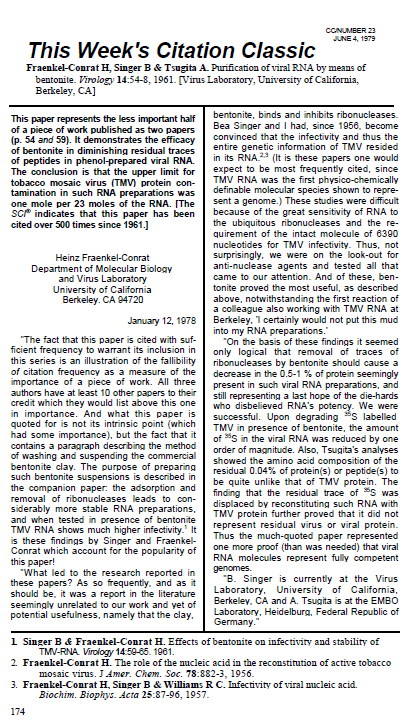 CC/NUMBER 23
JUNE 4, 1979
This Week's Citation Classic
Fraenkel-Conrat H, Singer B & Tsugita A. Purification of viral RNA by means of
bentonite. Virology 14:54-8, 1961. [Virus Laboratory, University of California,
Berkeley, CA]
This paper represents the less important half
of a piece of work published as two papers
(p. 54 and 59). It demonstrates the efficacy
of bentonite in diminishing residual traces
of peptides in phenol-prepared viral RNA.
The conclusion is that the upper limit for
tobacco mosaic virus (TMV) protein con-
tamination in such RNA preparations was
one mole per 23 moles of the RNA. [The
SCI® indicates that this paper has been
cited over 500 times since 1961.]
Heinz Fraenkel-Conrat
Department of Molecular Biology
and Virus Laboratory
University of California
Berkeley. CA 94720
January 12, 1978
"The fact that this paper is cited with suf-
ficient frequency to warrant its inclusion in
this series is an illustration of the fallibility
of citation frequency as a measure of the
importance of a piece of work. All three
authors have at least 10 other papers to their
credit which they would list above this one
in importance. And what this paper is
quoted for is not its intrinsic point (which
had some importance), but the fact that it
contains a paragraph describing the method
of washing and suspending the commercial
bentonite clay. The purpose of preparing
such bentonite suspensions is described in
the companion paper: the adsorption and
removal of ribonucleases leads to con-
siderably more stable RNA preparations,
and when tested in presence of bentonite
TMV RNA shows much higher infectivity.1 It
is these findings by Singer and Fraenkel-
Conrat which account for the popularity of
this paper!
"What led to the research reported in
these papers? As so frequently, and as it
should be, it was a report in the literature
seemingly unrelated to our work and yet of
potential usefulness, namely that the clay,
bentonite, binds and inhibits ribonucleases.
Bea Singer and I had, since 1956, become
convinced that the infectivity and thus the
entire genetic information of TMV resided
in its RNA.2,3 (It is these papers one would
expect to be most frequently cited, since
TMV RNA was the first physico-chemically
definable molecular species shown to repre-
sent a genome.) These studies were difficult
because of the great sensitivity of RNA to
the ubiquitous ribonucleases and the re-
quirement of the intact molecule of 6390
nucleotides for TMV infectivity. Thus, not
surprisingly, we were on the look-out for
anti-nuclease agents and tested all that
came to our attention. And of these, ben-
tonite proved the most useful, as described
above, notwithstanding the first reaction of
a colleague also working with TMV RNA at
Berkeley, 'I certainly would not put this mud
into my RNA preparations.'
"On the basis of these findings it seemed
only logical that removal of traces of
ribonucleases by bentonite should cause a
decrease in the 0.5-1 % of protein seemingly
present in such viral RNA preparations, and
still representing a last hope of the die-hards
who disbelieved RNA's potency. We were
successful. Upon degrading 35S labelled
TMV in presence of bentonite, the amount
of 35S in the viral RNA was reduced by one
order of magnitude. Also, Tsugita's analyses
showed the amino acid composition of the
residual 0.04% of protein(s) or peptide(s) to
be quite unlike that of TMV protein. The
finding that the residual trace of 35S was
displaced by reconstituting such RNA with
TMV protein further proved that it did not
represent residual virus or viral protein.
Thus the much-quoted paper represented
one more proof (than was needed) that viral
RNA molecules represent fully competent
genomes.
"B. Singer is currently at the Virus
Laboratory, University of California,
Berkeley, CA and A. Tsugita is at the EMBO
Laboratory, Heidelburg, Federal Republic of
Germany."
1. Singer B & Fraenkel-Conrat H. Effects of bentonite on infectivity and stability of
TMV-RNA. Virology 14:59-65. 1961.
2. Fraenkel-Conrat H. The role of the nucleic acid in the reconstitution of active tobacco
mosaic virus. J Amer. Chem. Soc. 78:882-3, 1956.
3. Fraenkel-Conrat H, Singer B & Williams R C. Infectivity of viral nucleic acid.
Biochim. Biophys. Acta 25:87-96, 1957.
174